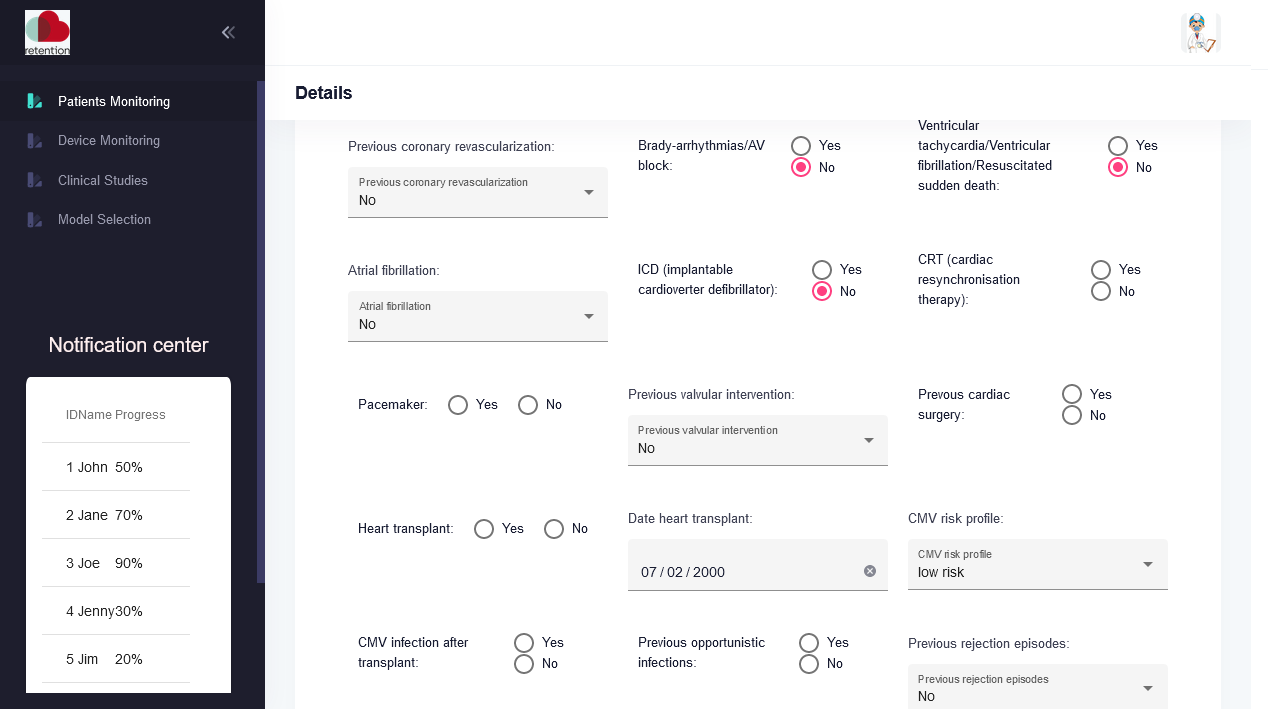 retention
Patients Monitoring
Device Monitoring
Clinical Studies
Model Selection
Notification center
IDName Progress
1 John 50%
2 Jane 70%
3 Joe 90%
4 Jenny30%
5 Jim 20%
Details
Previous coronary revascularization:
Previous coronary revascularization
No
Brady-arrhythmias/AV
block:
Yes
No
Ventricular
tachycardia/Ventricular
fibrillation/Resuscitated
sudden death:
Yes
No
Atrial fibrillation:
Atrial fibrillation
No
ICD (implantable
cardioverter defibrillator):
Yes
No
CRT (cardiac
resynchronisation
therapy):
Yes
No
Pacemaker:
Yes
No
Previous valvular intervention:
Previous valvular intervention
No
Prevous cardiac
surgery:
Yes
No
Heart transplant:
Yes
No
Date heart transplant:
07 / 02 / 2000
CMV risk profile:
CMV risk profile
low risk
CMV infection after
transplant:
Yes
No
Previous opportunistic
infections:
Yes
No
Previous rejection episodes:
Previous rejection episodes
No